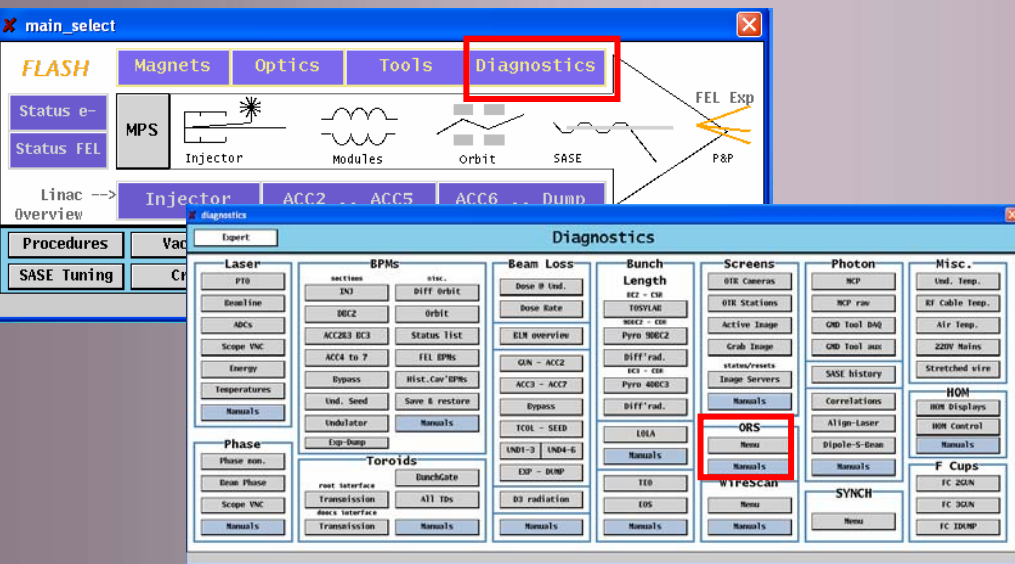 main_select
FLASH
Magnets
Optics
Tools
Diagnostics
Status e-
Status FEL
MPS
Injector
Modules
Orbit
SASE
FEL Exp
P&P
Linac -->
Overview
Injector
ACC2 .. ACC5
ACC6 .. Dump
Procedures
Vac
SASE Tuning
Cr
diagnostics
Expert
Diagnostics
Laser
PTO
Beamline
ADCs
Scope VNC
Energy
Temperatures
Manuals
Phase
Phase mon.
Beam Phase
Scope VNC
Manuals
BPMs
sections
misc.
INJ
Diff Orbit
DBC2
Orbit
ACC2&3 BC3
Status list
ACC4 to 7
FEL BPMs
Bypass
Hist.Cav'BPMs
Und. Seed
Save & restore
Undulator
Manuals
Exp-Dump
Toroids
BunchGate
root interface
Transmission
All TDs
doocs interface
Transmission
Manuals
Beam Loss
Dose @ Und.
Dose Rate
BLM overview
GUN - ACC2
ACC3 - ACC7
Bypass
TCOL - SEED
UND1-3
UND4-6
EXP - DUMP
D3 radiation
Manuals
Bunch
Length
BC2 - CSR
TOSYLAB
9DBC2 - CDR
Pyro 9DBC2
Diff'rad.
BC3 - CDR
Pyro 4DBC3
Diff'rad.
LOLA
Manuals
TEO
EOS
Manuals
Screens
OTR Cameras
OTR Stations
Active Image
Grab Image
states/resets
Image Servers
Manuals
ORS
Menu
Manuals
WireScan
Menu
Manuals
Photon
MCP
MCP raw
GMD Tool DAQ
GMD Tool aux
SASE history
Correlations
Align-Laser
Dipole-S-Bean
Manuals
SYNCH
Menu
Misc.
Und. Temp.
RF Cable Temp.
Air Temp.
220V Mains
Stretched wire
HOM
HOM Displays
HOM Control
Manuals
F Cups
FC 2GUN
FC 3GUN
FC IDUMP